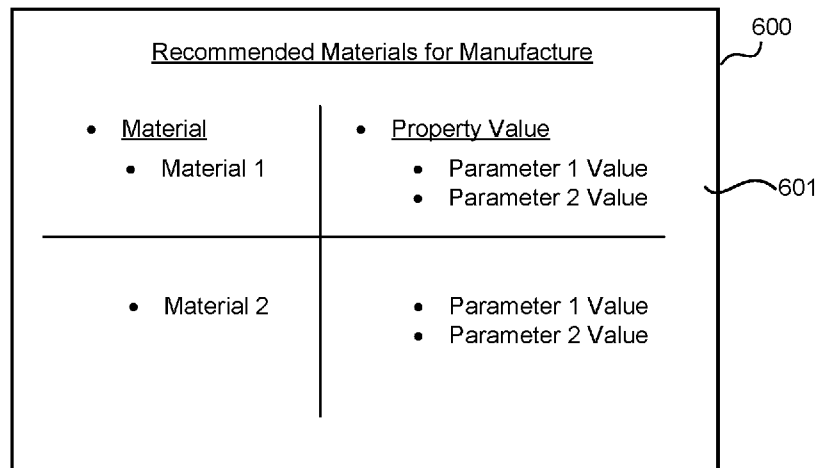 Recommended Materials for Manufacture
600
• Material
• Property Value
• Material 1
• Parameter 1 Value
• Parameter 2 Value
601
• Material 2
• Parameter 1 Value
• Parameter 2 Value